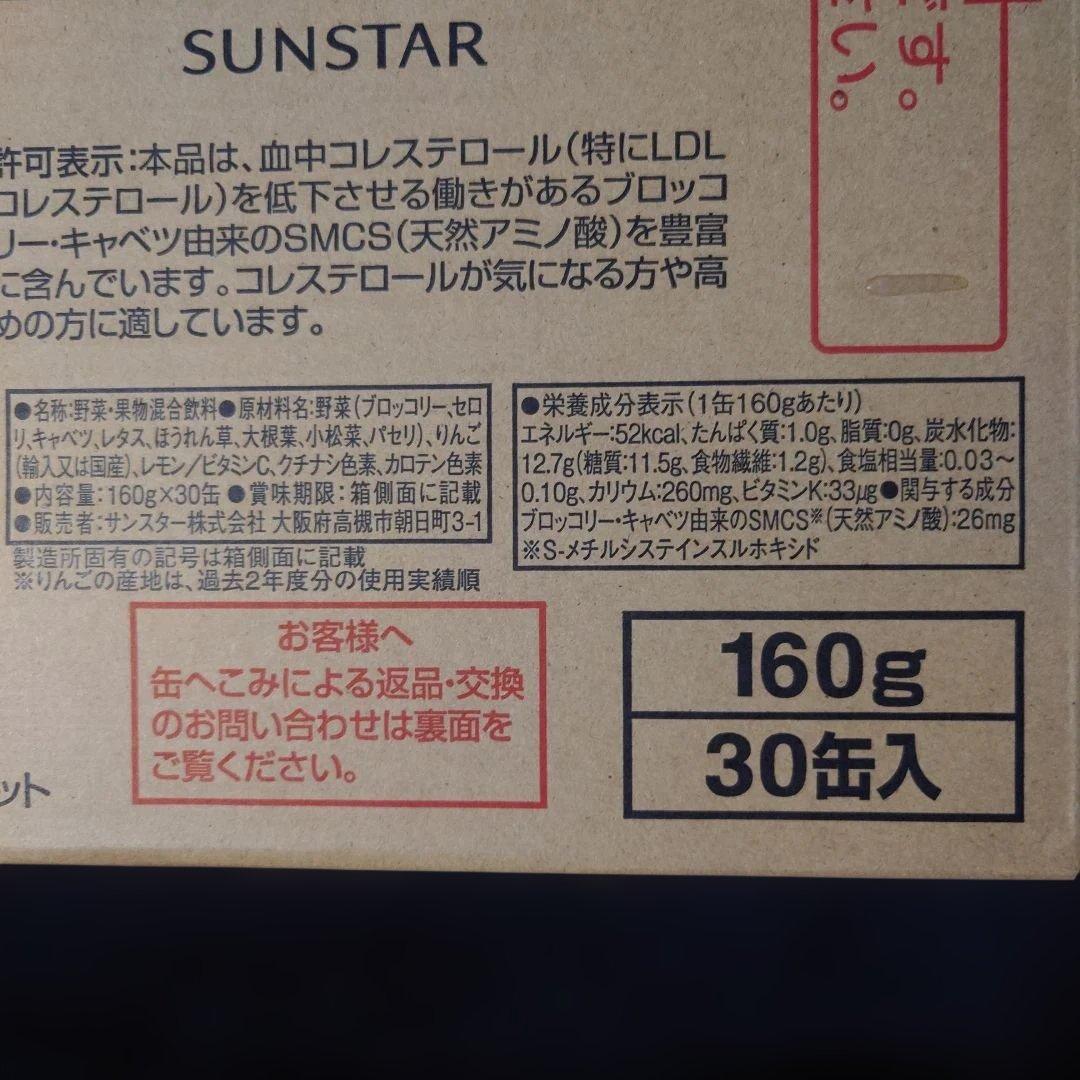 SUNSTAR
です。
さい。
許可表示:本品は、血中コレステロール(特にLDL
コレステロール)を低下させる働きがあるブロッコ
リー・キャベツ由来のSMCS(天然アミノ酸)を豊富
に含んでいます。コレステロールが気になる方や高
めの方に適しています。
●名称:野菜・果物混合飲料●原材料名:野菜(ブロッコリー、セロ
リ、キャベツ、レタス、ほうれん草、大根葉、小松菜、パセリ)、りんご
(輸入又は国産)、レモン/ビタミンC、クチナシ色素、カロテン色素
●内容量:160g×30缶●賞味期限:箱側面に記載
●販売者:サンスター株式会社 大阪府高槻市朝日町3-1
製造所固有の記号は箱側面に記載
※りんごの産地は、過去2年度分の使用実績順
●栄養成分表示(1缶160gあたり)
エネルギー:52kcal、たんぱく質:1.0g、脂質:0g、炭水化物:
12.7g(糖質:11.5g、食物繊維:1.2g)、食塩相当量:0.03~
0.10g、カリウム:260mg、ビタミンK:33μg●関与する成分
ブロッコリー・キャベツ由来のSMCS※(天然アミノ酸):26mg
※S-メチルシステインスルホキシド
お客様へ
缶へこみによる返品・交換
のお問い合わせは裏面を
ご覧ください。
160g
30缶入
ット